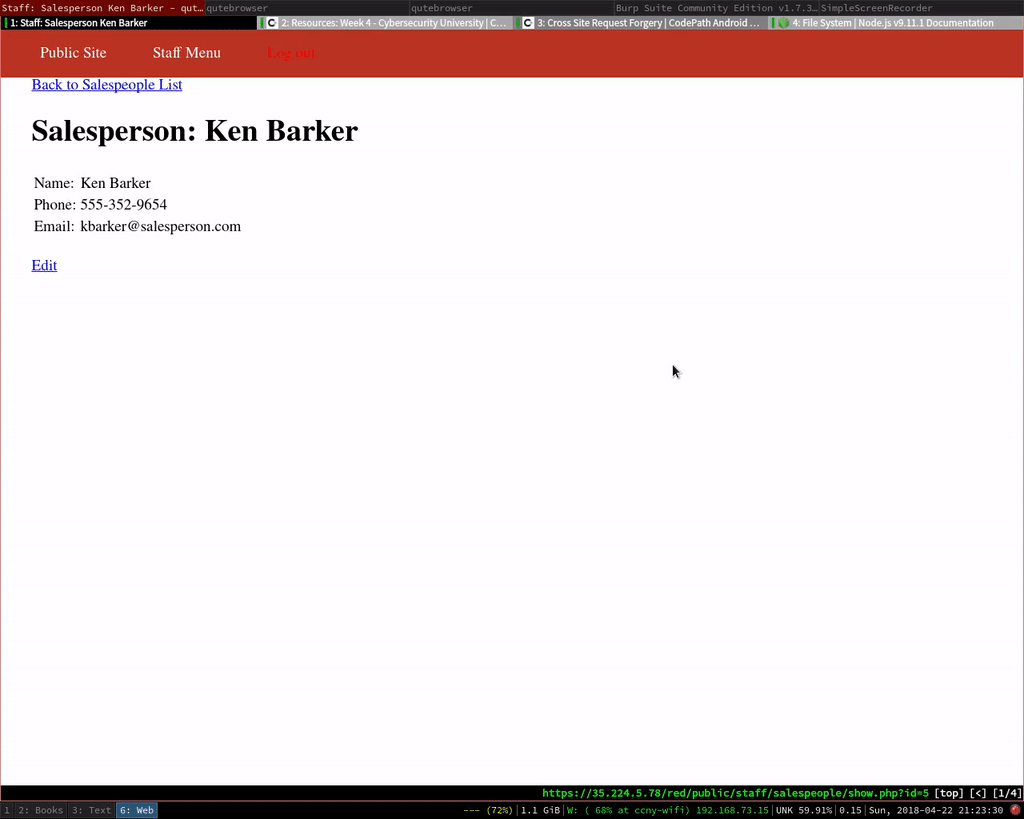 Staff: Salesperson Ken Barker - qut… qutebrowser qutebrowser Burp Suite Community Edition v1.7.3… SimpleScreenRecorder
1: Staff: Salesperson Ken Barker 2: Resources: Week 4 - Cybersecurity University | C… 3: Cross Site Request Forgery | CodePath Android … 4: File System | Node.js v9.11.1 Documentation
Public Site Staff Menu Log out
Back to Salespeople List
Salesperson: Ken Barker
Name: Ken Barker
Phone: 555-352-9654
Email: kbarker@salesperson.com
Edit
https://35.224.5.78/red/public/staff/salespeople/show.php?id=5 [top] [<] [1/4]
1 2: Books 3: Text 6: Web --- (72%) 1.1 GiB W: ( 68% at ccny-wifi) 192.168.73.15 UNK 59.91% 0.15 Sun, 2018-04-22 21:23:30